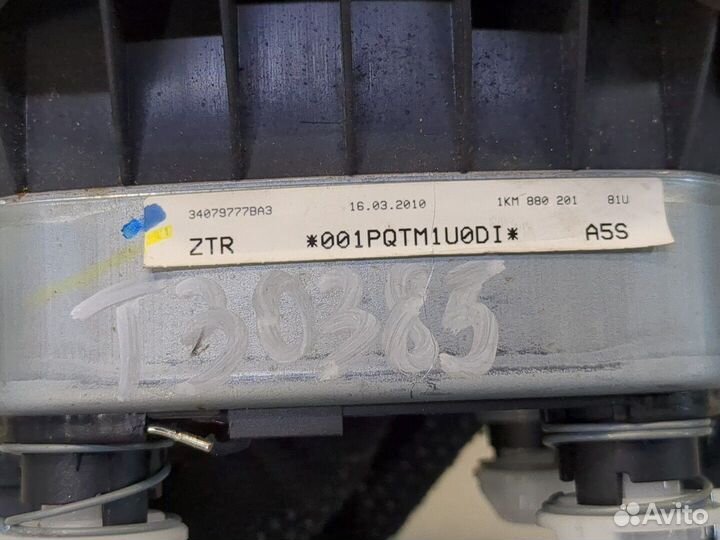 34079777BA3 16.03.2010 1KM 880 201 81U
ZTR *001PQTM1U0DI* A5S
T30383
Avito